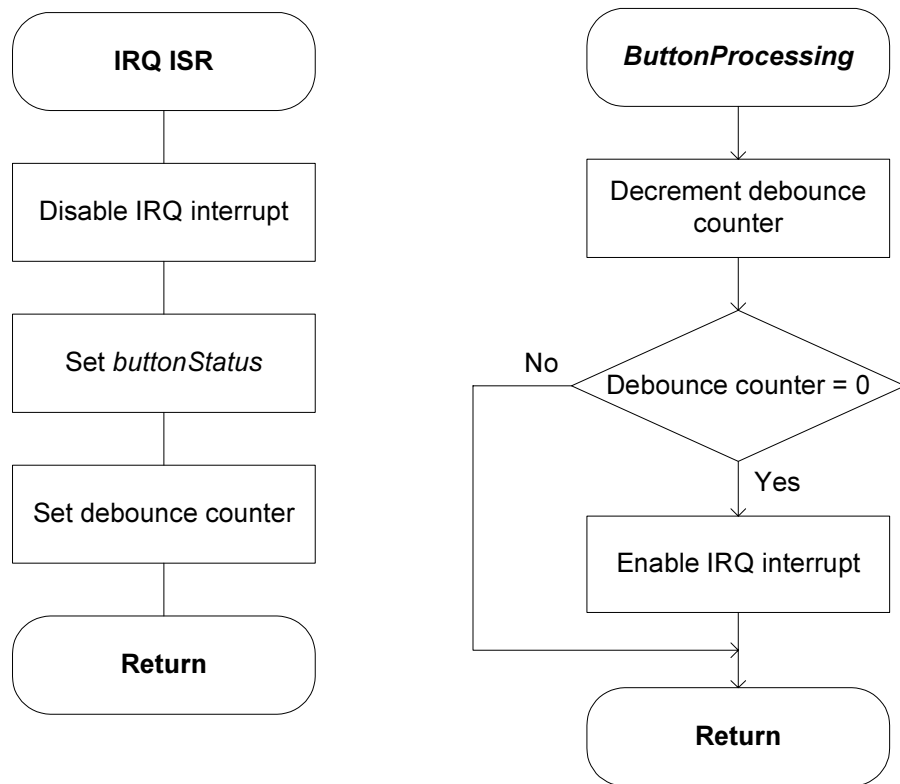 IRQ ISR
Disable IRQ interrupt
Set buttonStatus
Set debounce counter
Return
ButtonProcessing
Decrement debounce
counter
No
Debounce counter = 0
Yes
Enable IRQ interrupt
Return